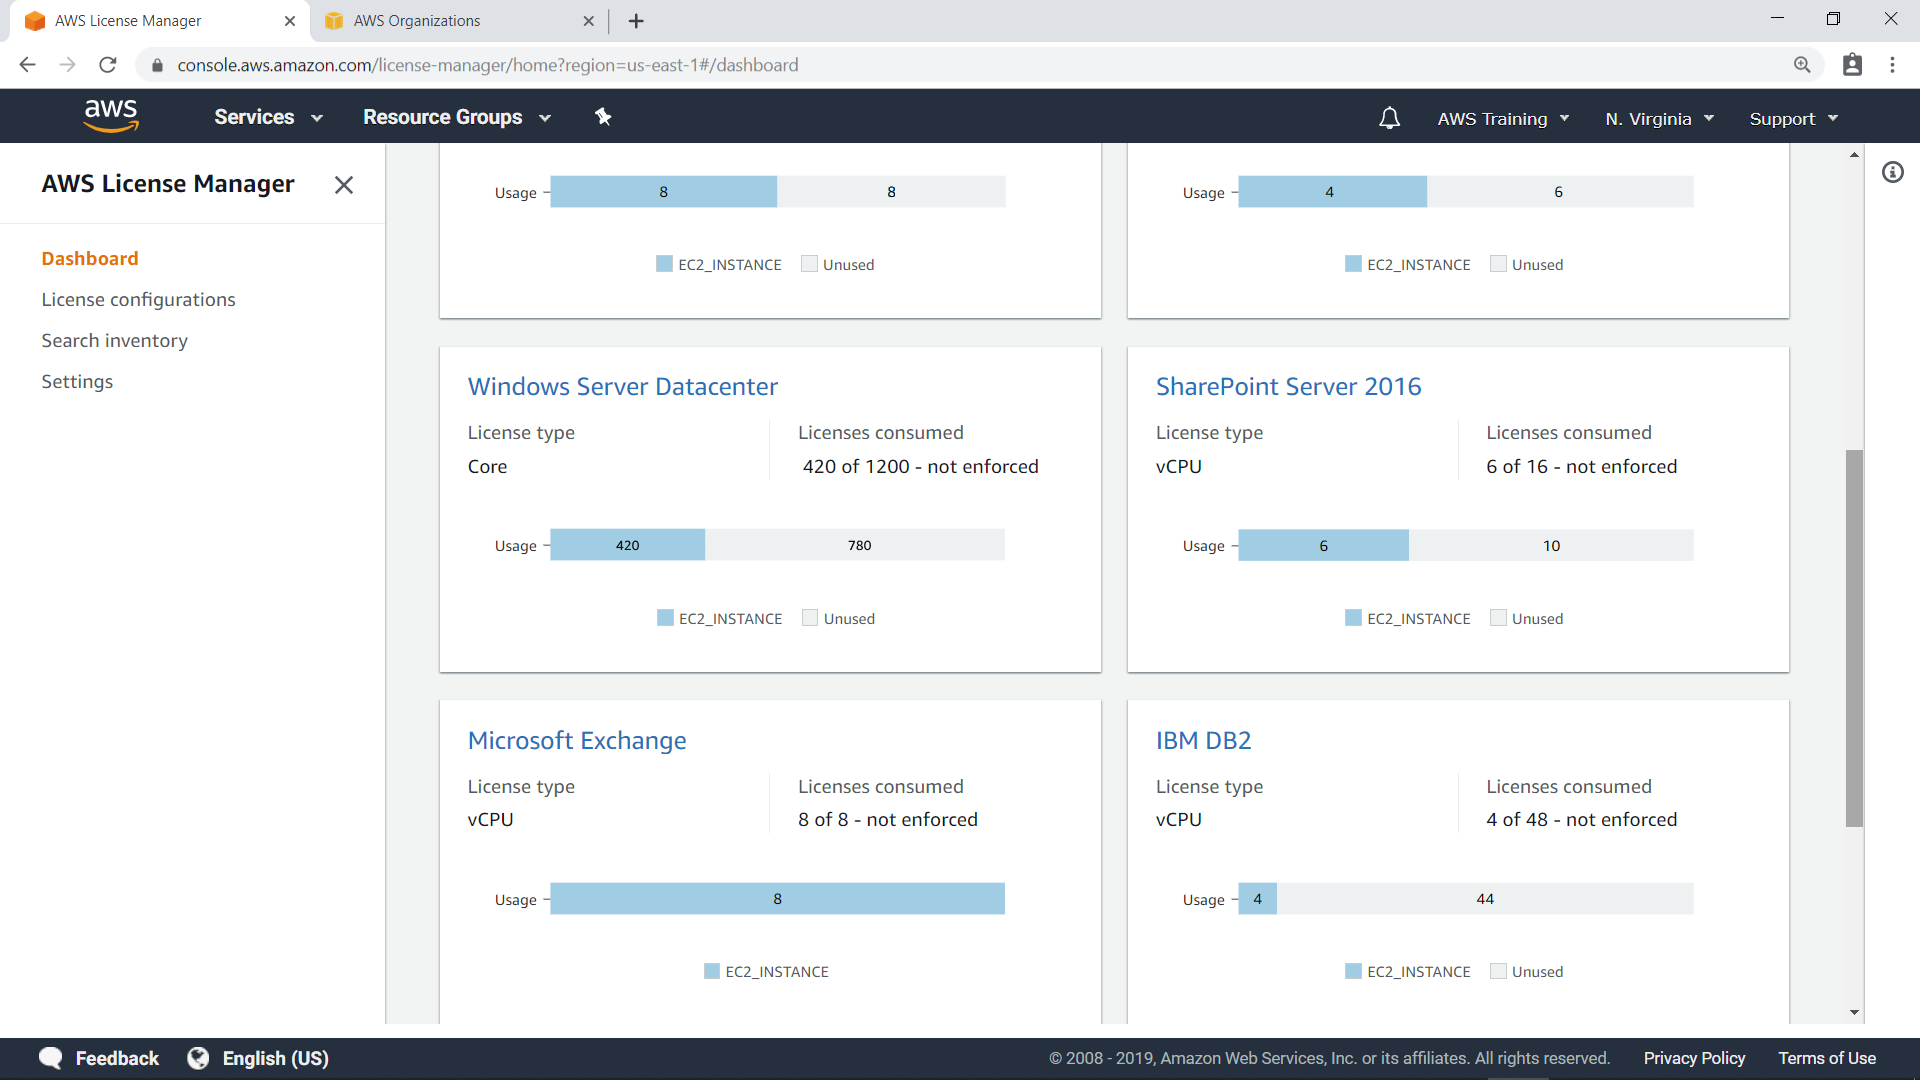 AWS License Manager
AWS Organizations
console.aws.amazon.com/license-manager/home?region=us-east-1#/dashboard
aws
Services
Resource Groups
AWS Training
N. Virginia
Support
AWS License Manager
Dashboard
License configurations
Search inventory
Settings
Usage 8 8
EC2_INSTANCE Unused
Usage 4 6
EC2_INSTANCE Unused
Windows Server Datacenter
License type
Core
Licenses consumed
420 of 1200 - not enforced
Usage 420 780
EC2_INSTANCE Unused
SharePoint Server 2016
License type
vCPU
Licenses consumed
6 of 16 - not enforced
Usage 6 10
EC2_INSTANCE Unused
Microsoft Exchange
License type
vCPU
Licenses consumed
8 of 8 - not enforced
Usage 8
EC2_INSTANCE
IBM DB2
License type
vCPU
Licenses consumed
4 of 48 - not enforced
Usage 4 44
EC2_INSTANCE Unused
Feedback
English (US)
© 2008 - 2019, Amazon Web Services, Inc. or its affiliates. All rights reserved.
Privacy Policy
Terms of Use